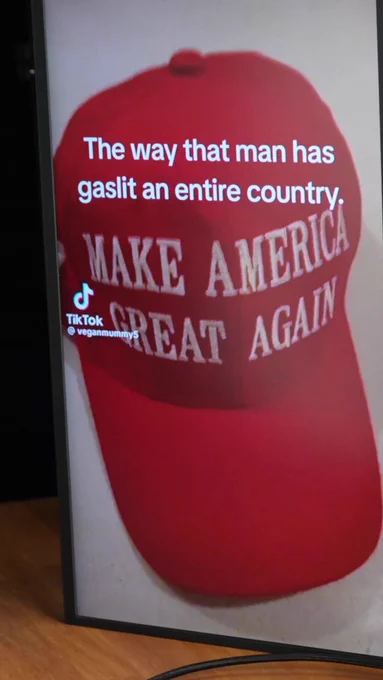 The way that man has
gaslit an entire country.
MAKE AMERICA
GREAT AGAIN
TikTok
@veganmummy5